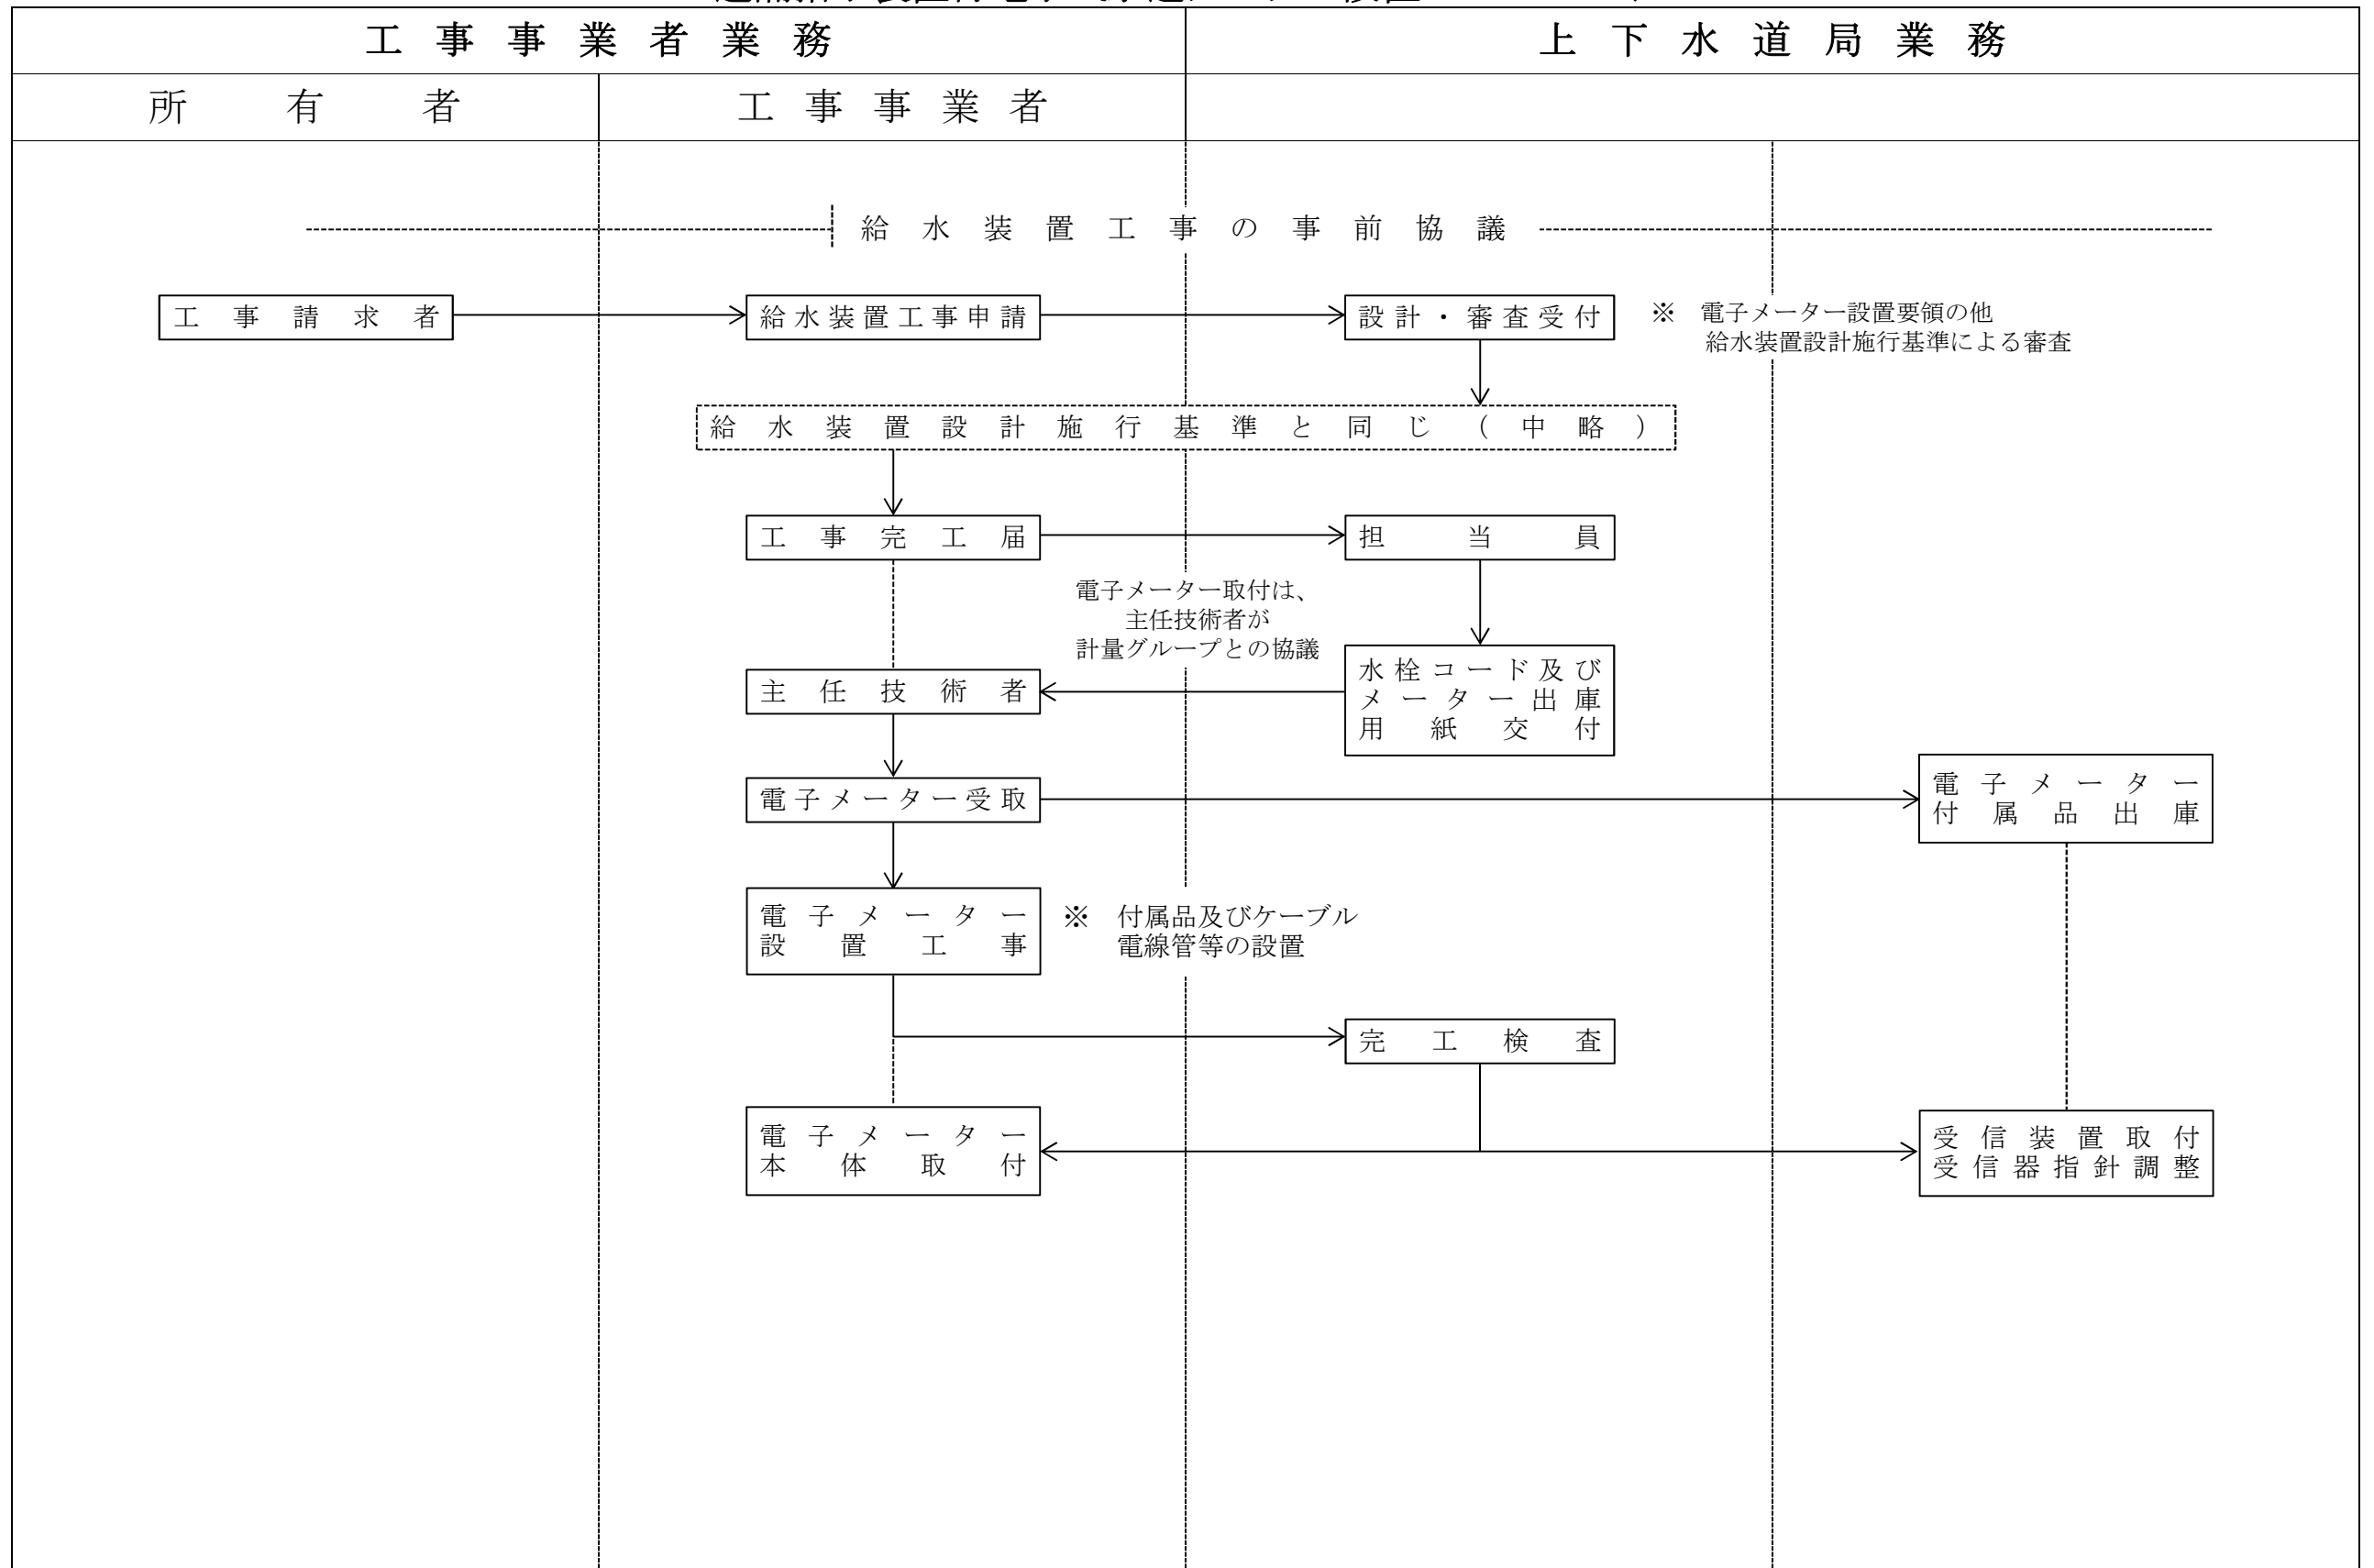 工事事業者業務
上下水道局業務
所有者
工事事業者
給水装置工事の事前協議
工事請求者
給水装置工事申請
設計・審査受付
※　電子メーター設置要領の他
給水装置設計施行基準による審査
給水装置設計施行基準と同じ（中略）
工事完工届
担当員
電子メーター取付は、
主任技術者が
計量グループとの協議
主任技術者
水栓コード及び
メーター出庫
用紙交付
電子メーター受取
電子メーター
付属品出庫
電子メーター
設置工事
※　付属品及びケーブル
電線管等の設置
完工検査
電子メーター
本体取付
受信装置取付
受信器指針調整